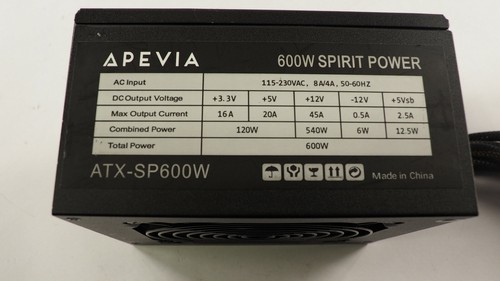 APEVIA 600W SPIRIT POWER
AC Input 115-230VAC, 8A/4A, 50-60HZ
DC Output Voltage +3.3V +5V +12V -12V +5Vsb
Max Output Current 16A 20A 45A 0.5A 2.5A
Combined Power 120W 540W 6W 12.5W
Total Power 600W
ATX-SP600W Made in China